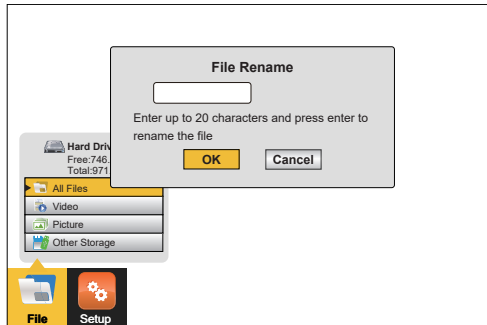 File Rename
Enter up to 20 characters and press enter to
rename the file
OK
Cancel
Hard
Free:746.
Total:971
All Files
Video
Picture
Other Storage
File
Setup